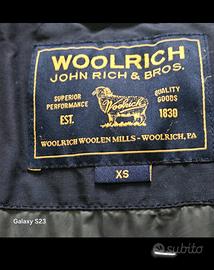 WOOLRICH
JOHN RICH & BROS.
SUPERIOR
PERFORMANCE
QUALITY
GOODS
Woolrich
EST.
1830
WOOLRICH WOOLEN MILLS - WOOLRICH, PA
XS
Galaxy S23
subito